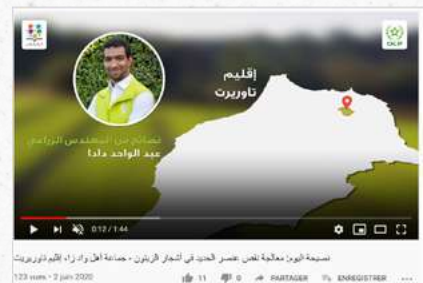 إقليم
تاوريرت
نصائح من المهندس الزراعي
عبد الواحد دادا
0:12 / 1:44
نصيحة اليوم: معالجة نقص عنصر الحديد في أشجار الزيتون - جماعة أهل واد زا، إقليم تاوريرت
123 vues • 2 juin 2020
11
0
PARTAGER
ENREGISTRER